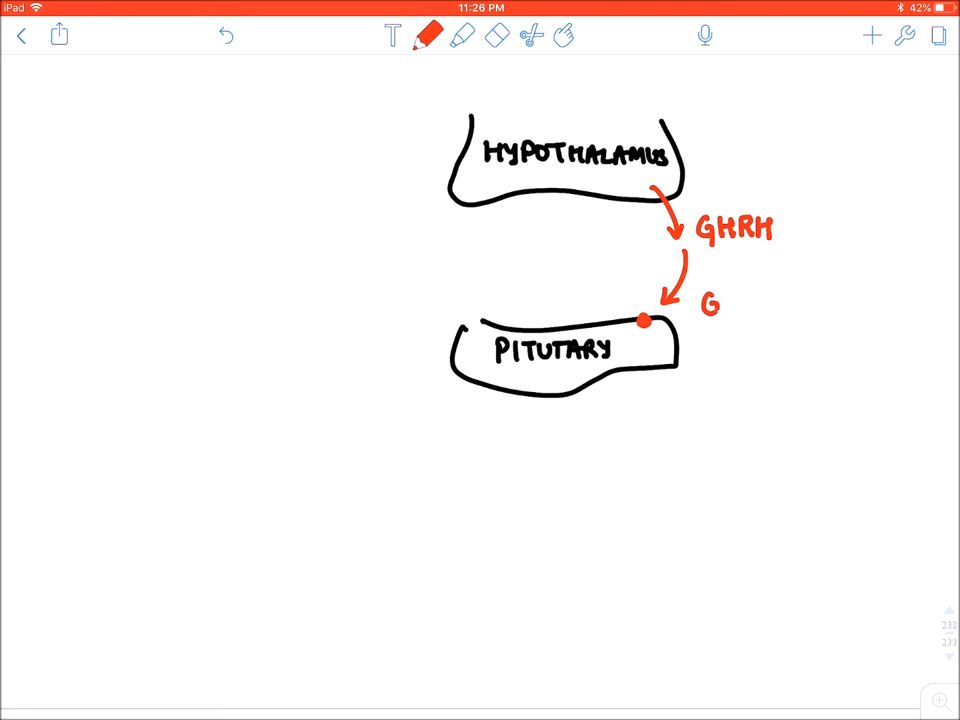 iPad 11:26 PM 42%
T
HYPOTHALAMUS
GHRH
G
PITUTARY
232
233